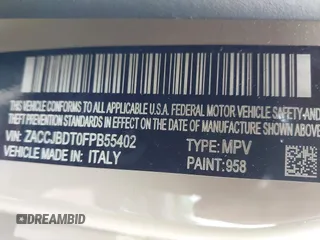 THIS VEHICLE CONFORMS TO ALL APPLICABLE U.S.A. FEDERAL MOTOR VEHICLE SAFETY AND
THEFT PREVENTION STANDARDS IN EFFECT ON THE DATE OF MANUFACTURE SHOWN ABOVE.
VIN: ZACCJBDT0FPB55402 TYPE: MPV
VEHICLE MADE IN: ITALY PAINT: 958
DREAMBID.COM